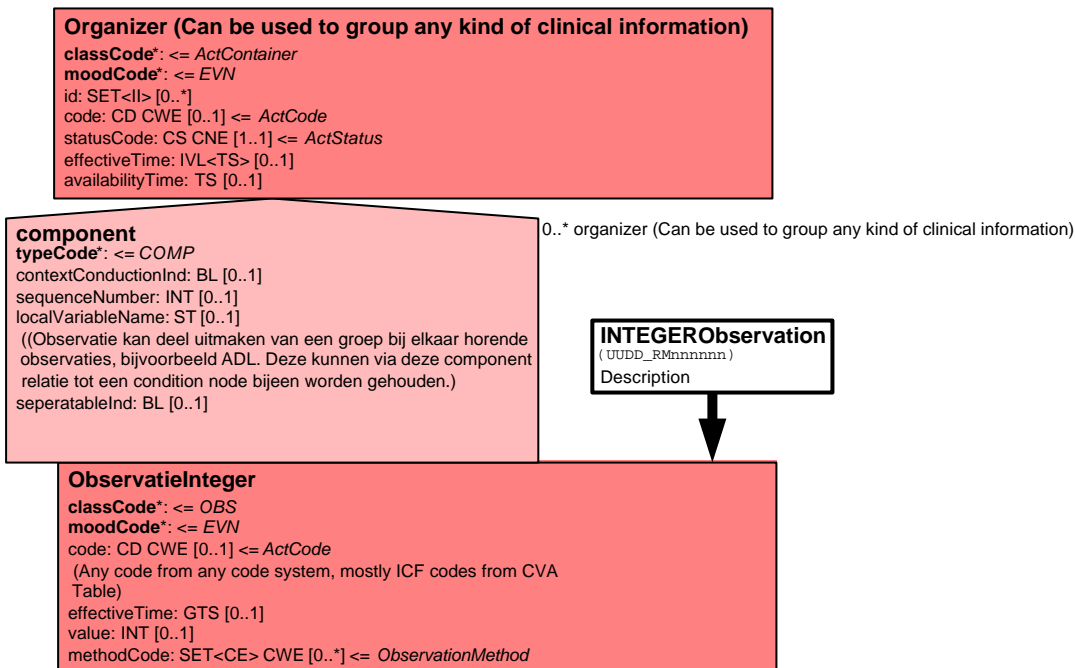 Organizer (Can be used to group any kind of clinical information)
classCode*: <= ActContainer
moodCode*: <= EVN
id: SET<II> [0..*]
code: CD CWE [0..1] <= ActCode
statusCode: CS CNE [1..1] <= ActStatus
effectiveTime: IVL<TS> [0..1]
availabilityTime: TS [0..1]
0..* organizer (Can be used to group any kind of clinical information)
component
typeCode*: <= COMP
contextConductionInd: BL [0..1]
sequenceNumber: INT [0..1]
localVariableName: ST [0..1]
((Observatie kan deel uitmaken van een groep bij elkaar horende
observaties, bijvoorbeeld ADL. Deze kunnen via deze component
relatie tot een condition node bijeen worden gehouden.)
seperatableInd: BL [0..1]
INTEGERObservation
(UUDD_RMnnnnnn)
Description
ObservatieInteger
classCode*: <= OBS
moodCode*: <= EVN
code: CD CWE [0..1] <= ActCode
(Any code from any code system, mostly ICF codes from CVA
Table)
effectiveTime: GTS [0..1]
value: INT [0..1]
methodCode: SET<CE> CWE [0..*] <= ObservationMethod